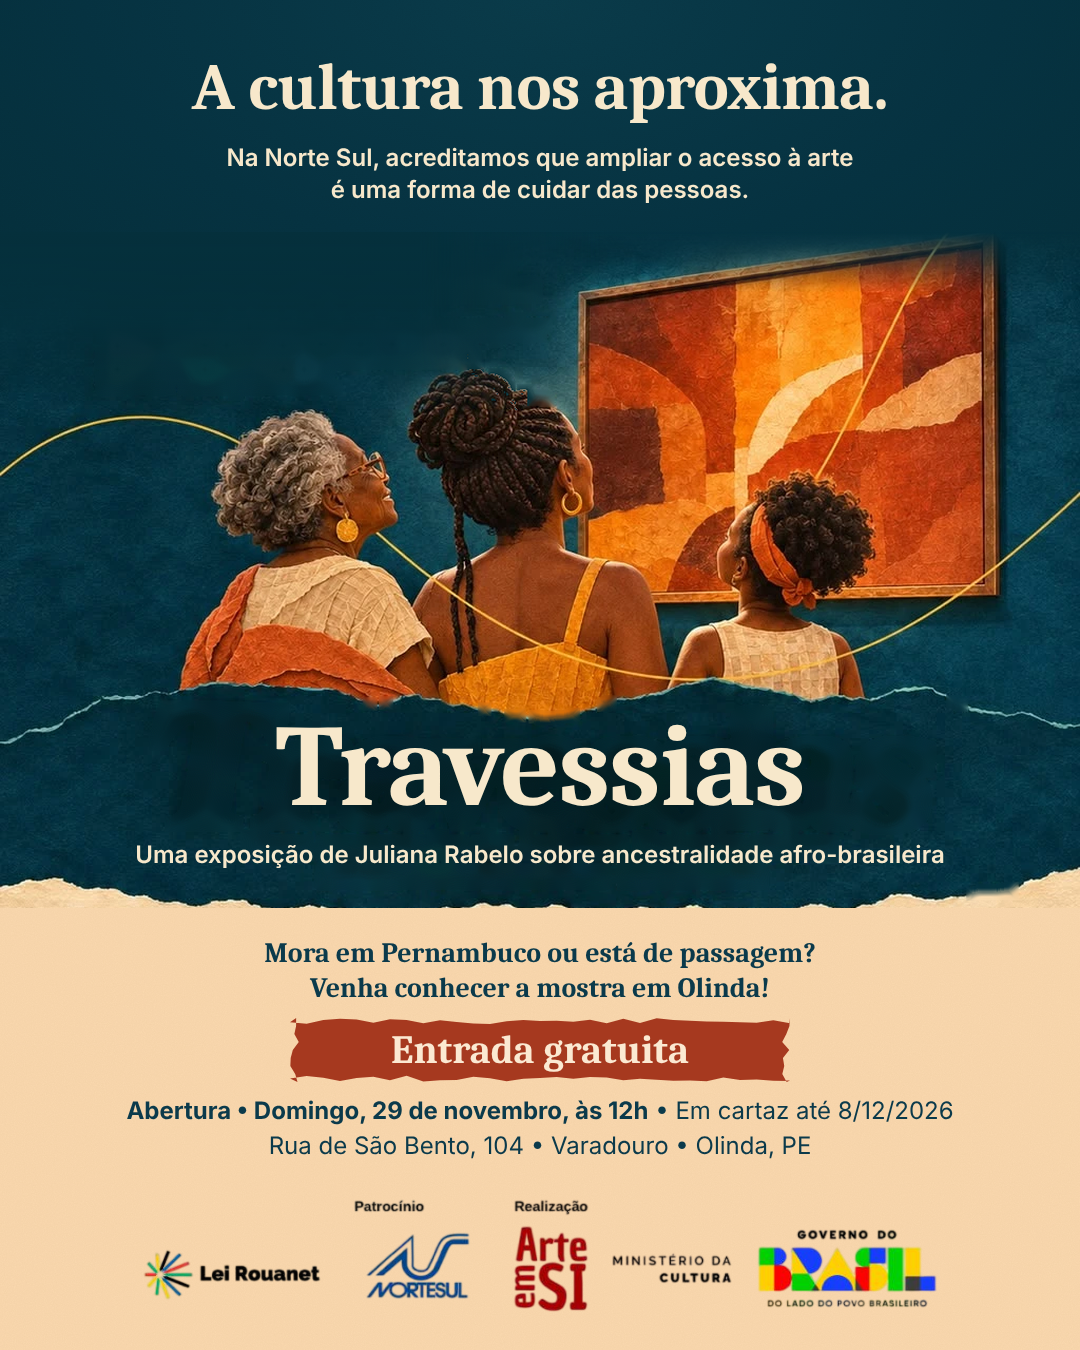 A cultura nos aproxima.
Na Norte Sul, acreditamos que ampliar o acesso à arte
é uma forma de cuidar das pessoas.
Travessias
Uma exposição de Juliana Rabelo sobre ancestralidade afro-brasileira
Mora em Pernambuco ou está de passagem?
Venha conhecer a mostra em Olinda!
Entrada gratuita
Abertura • Domingo, 29 de novembro, às 12h • Em cartaz até 8/12/2026
Rua de São Bento, 104 • Varadouro • Olinda, PE
Lei Rouanet
Patrocínio
NORTESUL
Realização
Arte
em SI
MINISTÉRIO DA
CULTURA
GOVERNO DO
BRASIL
DO LADO DO POVO BRASILEIRO